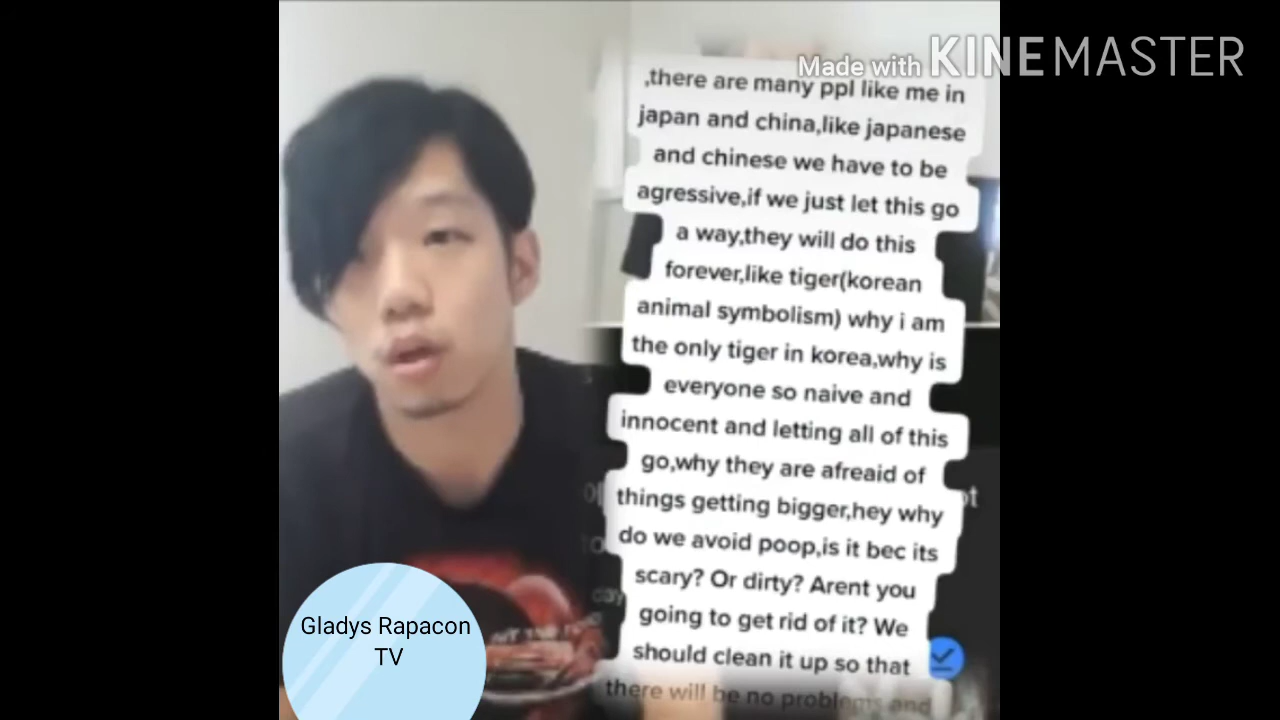 Made with KINEMASTER
,there are many ppl like me in
japan and china,like japanese
and chinese we have to be
agressive,if we just let this go
a way,they will do this
forever,like tiger(korean
animal symbolism) why i am
the only tiger in korea,why is
everyone so naive and
innocent and letting all of this
go,why they are afreaid of
things getting bigger,hey why
do we avoid poop,is it bec its
scary? Or dirty? Arent you
going to get rid of it? We
should clean it up so that
there will be no problems and
Gladys Rapacon
TV